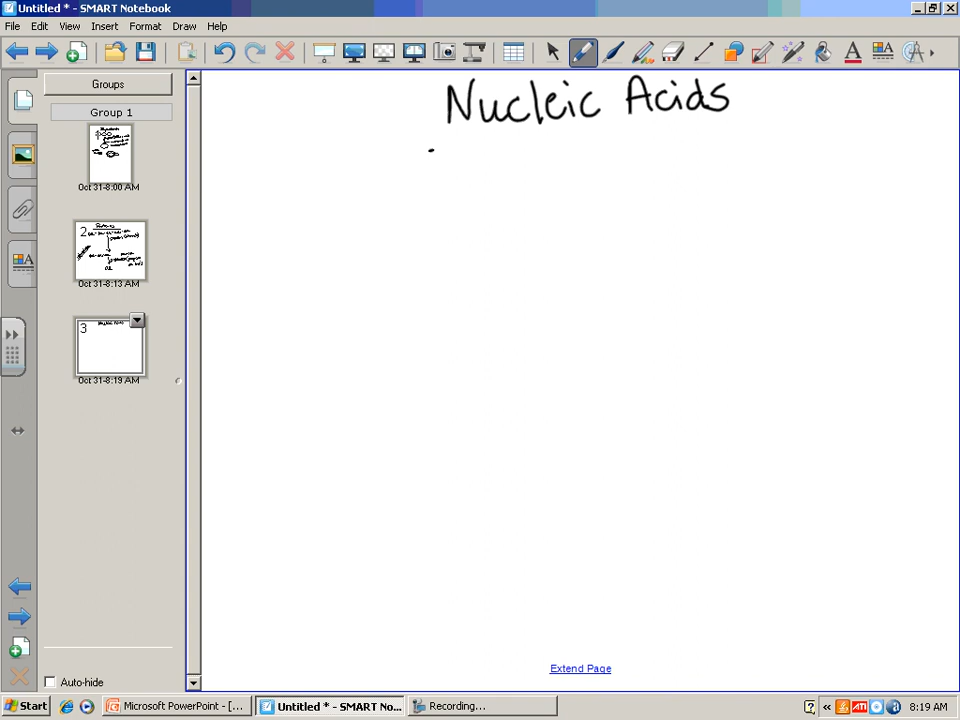 Untitled * - SMART Notebook
File Edit View Insert Format Draw Help
Groups
Group 1
Oct 31-8:00 AM
2
Oct 31-8:13 AM
3
Nucleic Acids
Oct 31-8:19 AM
Nucleic Acids
Extend Page
Auto-hide
Start
Microsoft PowerPoint - [...
Untitled * - SMART No...
Recording...
8:19 AM